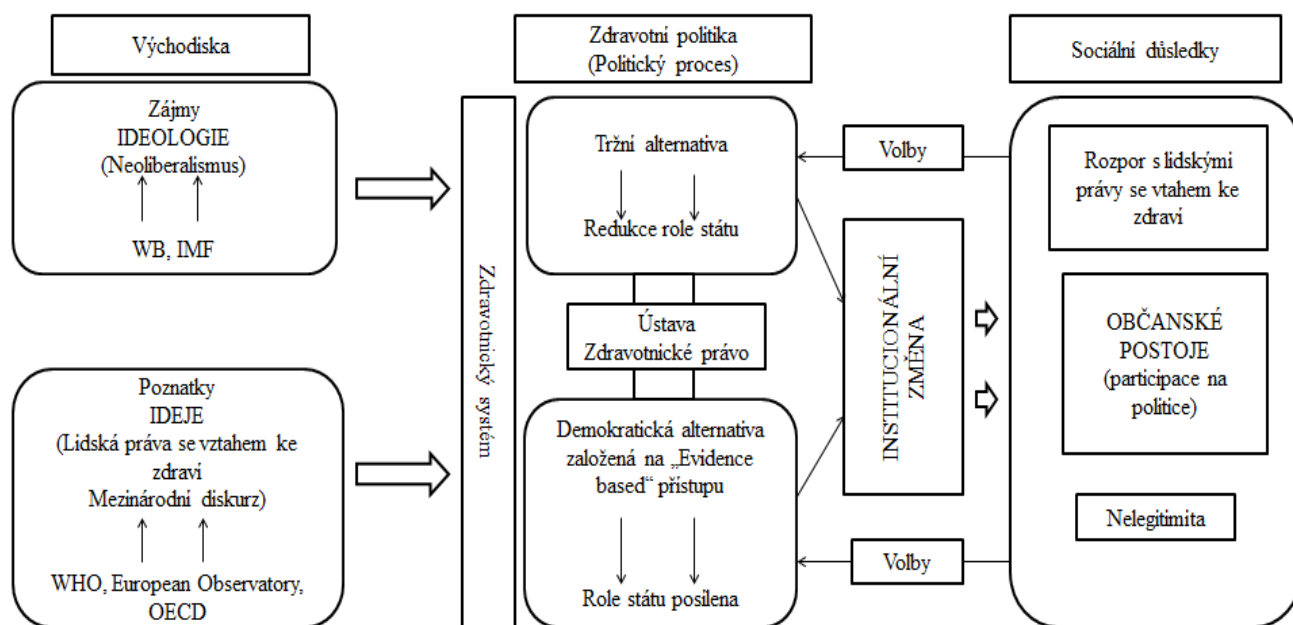 Východiska
Zdravotní politika
(Politický proces)
Sociální důsledky
Zájmy
IDEOLOGIE
(Neoliberalismus)
WB, IMF
Poznatky
IDEJE
(Lidská práva se vztahem ke
zdraví
Mezinárodní diskurz)
WHO, European Observatory,
OECD
Zdravotnický systém
Tržní alternativa
Redukce role státu
Ústava
Zdravotnické právo
Demokratická alternativa
založená na „Evidence
based“ přístupu
Role státu posílena
Volby
INSTITUCIONÁLNÍ
ZMĚNA
Volby
Rozpor s lidskými
právy se vtahem ke
zdraví
OBČANSKÉ
POSTOJE
(participace na
politice)
Nelegitimita